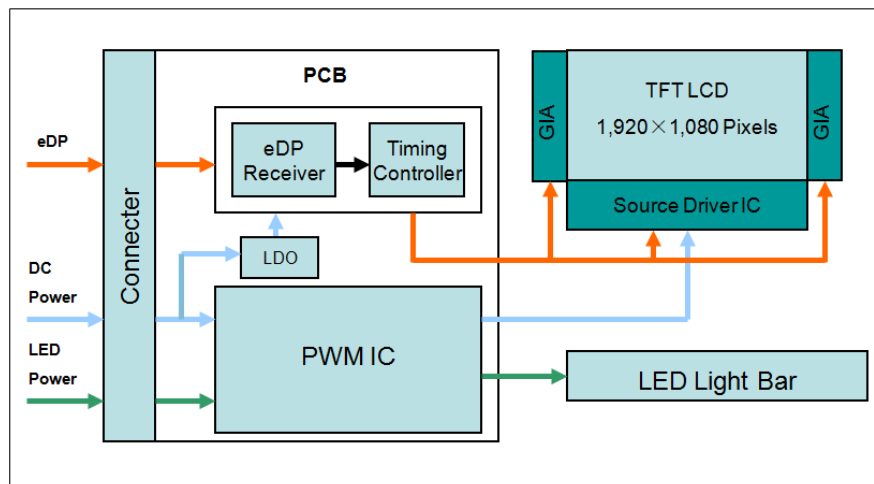 PCB
eDP
Connecter
eDP
Receiver
Timing
Controller
LDO
DC
Power
LED
Power
PWM IC
GIA
TFT LCD
1,920×1,080 Pixels
GIA
Source Driver IC
LED Light Bar